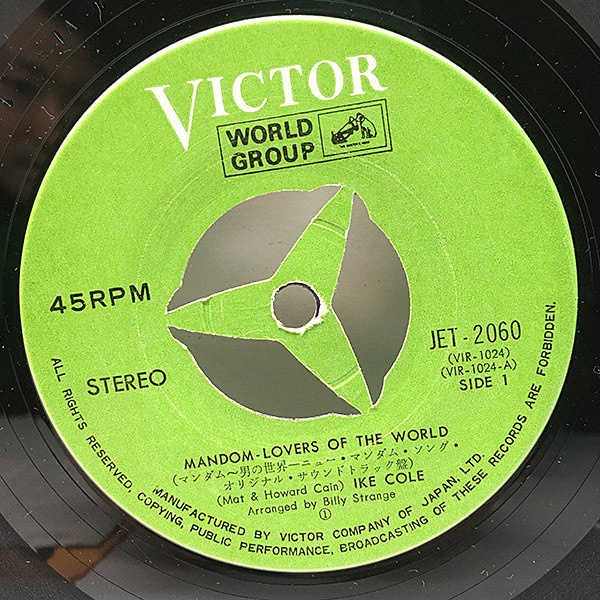 VICTOR
WORLD
GROUP
45RPM
STEREO
JET-2060
(VIR-1024)
(VIR-1024-A)
SIDE 1
MANDOM-LOVERS OF THE WORLD
(マンダム〜男の世界—ニュー・マンダム・ソング・
オリジナル・サウンドトラック盤)
(Mat & Howard Cain) IKE COLE
Arranged by Billy Strange
①
MANUFACTURED BY VICTOR COMPANY OF JAPAN, LTD.
ALL RIGHTS RESERVED. COPYING, PUBLIC PERFORMANCE, BROADCASTING OF THESE RECORDS ARE FORBIDDEN.